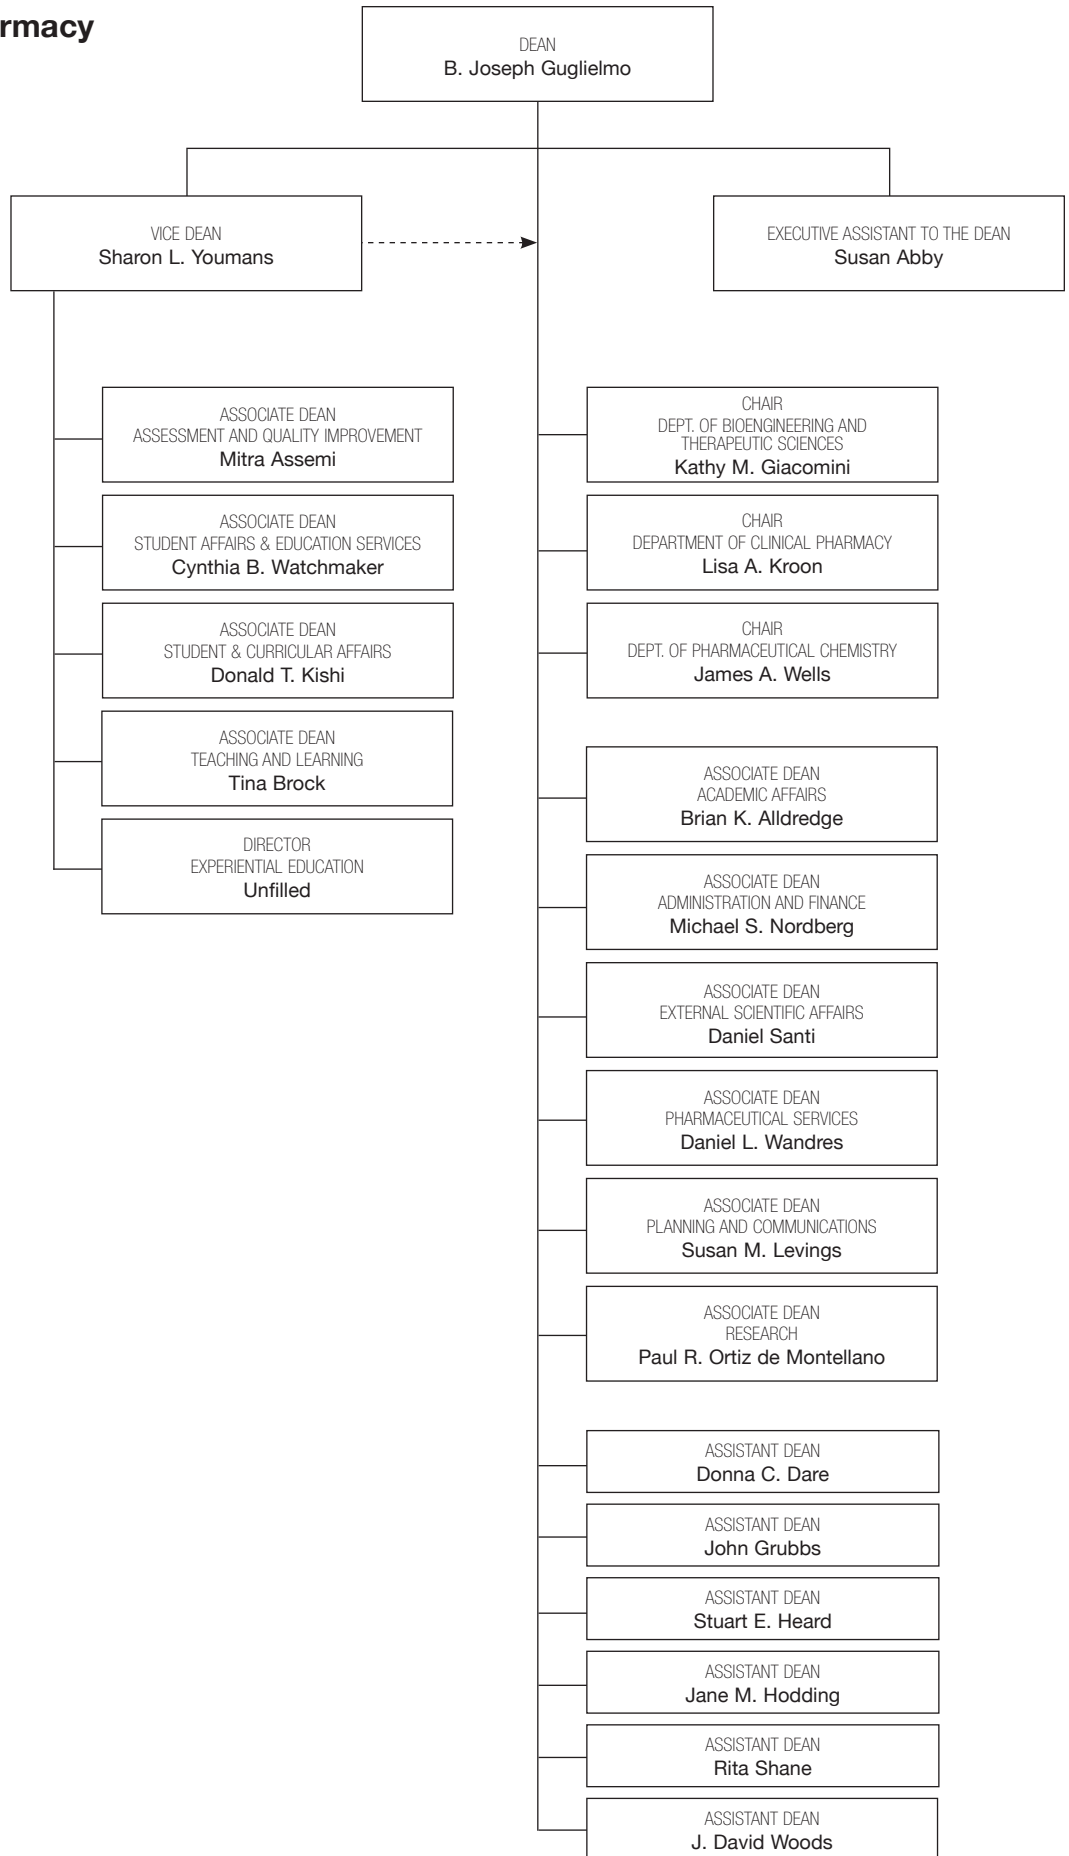 rmacy
DEAN
B. Joseph Guglielmo
VICE DEAN
Sharon L. Youmans
EXECUTIVE ASSISTANT TO THE DEAN
Susan Abby
ASSOCIATE DEAN
ASSESSMENT AND QUALITY IMPROVEMENT
Mitra Assemi
ASSOCIATE DEAN
STUDENT AFFAIRS & EDUCATION SERVICES
Cynthia B. Watchmaker
ASSOCIATE DEAN
STUDENT & CURRICULAR AFFAIRS
Donald T. Kishi
ASSOCIATE DEAN
TEACHING AND LEARNING
Tina Brock
DIRECTOR
EXPERIENTIAL EDUCATION
Unfilled
CHAIR
DEPT. OF BIOENGINEERING AND
THERAPEUTIC SCIENCES
Kathy M. Giacomini
CHAIR
DEPARTMENT OF CLINICAL PHARMACY
Lisa A. Kroon
CHAIR
DEPT. OF PHARMACEUTICAL CHEMISTRY
James A. Wells
ASSOCIATE DEAN
ACADEMIC AFFAIRS
Brian K. Alldredge
ASSOCIATE DEAN
ADMINISTRATION AND FINANCE
Michael S. Nordberg
ASSOCIATE DEAN
EXTERNAL SCIENTIFIC AFFAIRS
Daniel Santi
ASSOCIATE DEAN
PHARMACEUTICAL SERVICES
Daniel L. Wandres
ASSOCIATE DEAN
PLANNING AND COMMUNICATIONS
Susan M. Levings
ASSOCIATE DEAN
RESEARCH
Paul R. Ortiz de Montellano
ASSISTANT DEAN
Donna C. Dare
ASSISTANT DEAN
John Grubbs
ASSISTANT DEAN
Stuart E. Heard
ASSISTANT DEAN
Jane M. Hodding
ASSISTANT DEAN
Rita Shane
ASSISTANT DEAN
J. David Woods